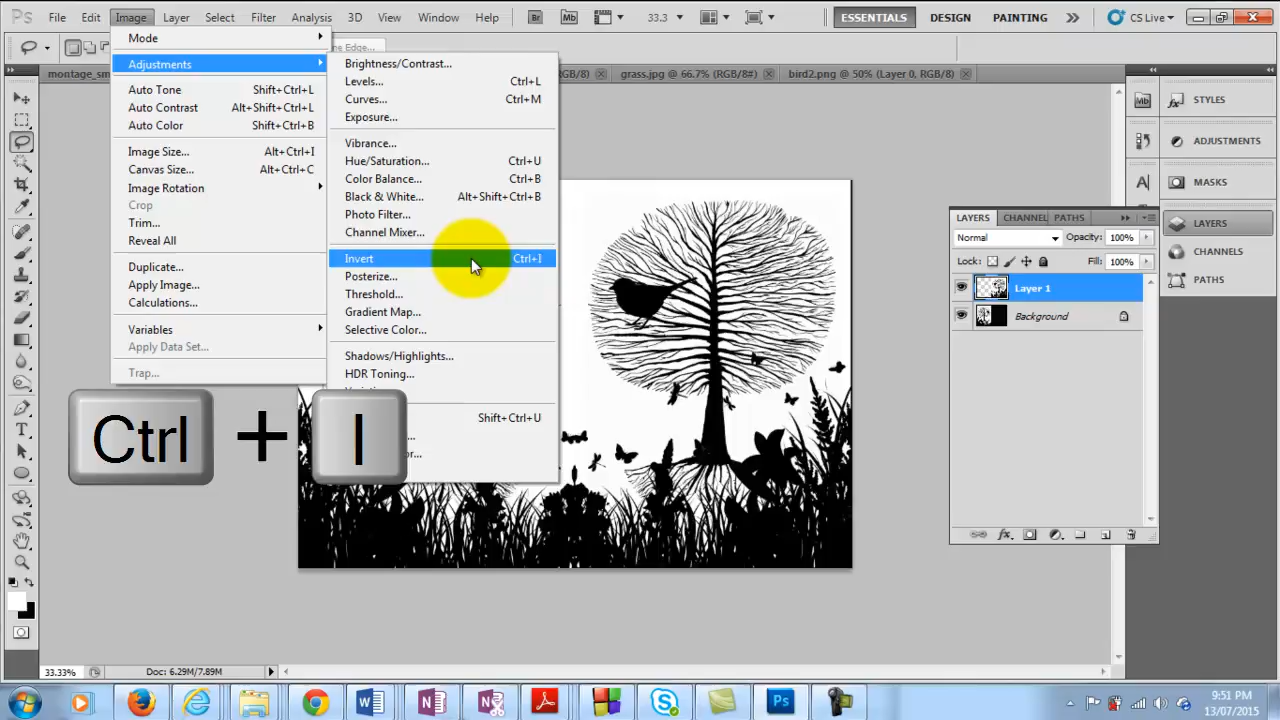 Ps File Edit Image Layer Select Filter Analysis 3D View Window Help Br Mb 33.3 ESSENTIALS DESIGN PAINTING CS Live
ne Edge...
montage_sm
RGB/8) grass.jpg @ 66.7% (RGB/8#) bird2.png @ 50% (Layer 0, RGB/8)
Mode
Adjustments
Auto Tone Shift+Ctrl+L
Auto Contrast Alt+Shift+Ctrl+L
Auto Color Shift+Ctrl+B
Image Size... Alt+Ctrl+I
Canvas Size... Alt+Ctrl+C
Image Rotation
Crop
Trim...
Reveal All
Duplicate...
Apply Image...
Calculations...
Variables
Apply Data Set...
Trap...
Brightness/Contrast...
Levels... Ctrl+L
Curves... Ctrl+M
Exposure...
Vibrance...
Hue/Saturation... Ctrl+U
Color Balance... Ctrl+B
Black & White... Alt+Shift+Ctrl+B
Photo Filter...
Channel Mixer...
Invert Ctrl+I
Posterize...
Threshold...
Gradient Map...
Selective Color...
Shadows/Highlights...
HDR Toning...
Shift+Ctrl+U
Ctrl + I
Mb STYLES
ADJUSTMENTS
MASKS
LAYERS
CHANNELS
PATHS
LAYERS CHANNEL PATHS
Normal Opacity: 100%
Lock: Fill: 100%
Layer 1
Background
33.33% Doc: 6.29M/7.89M
9:51 PM
13/07/2015